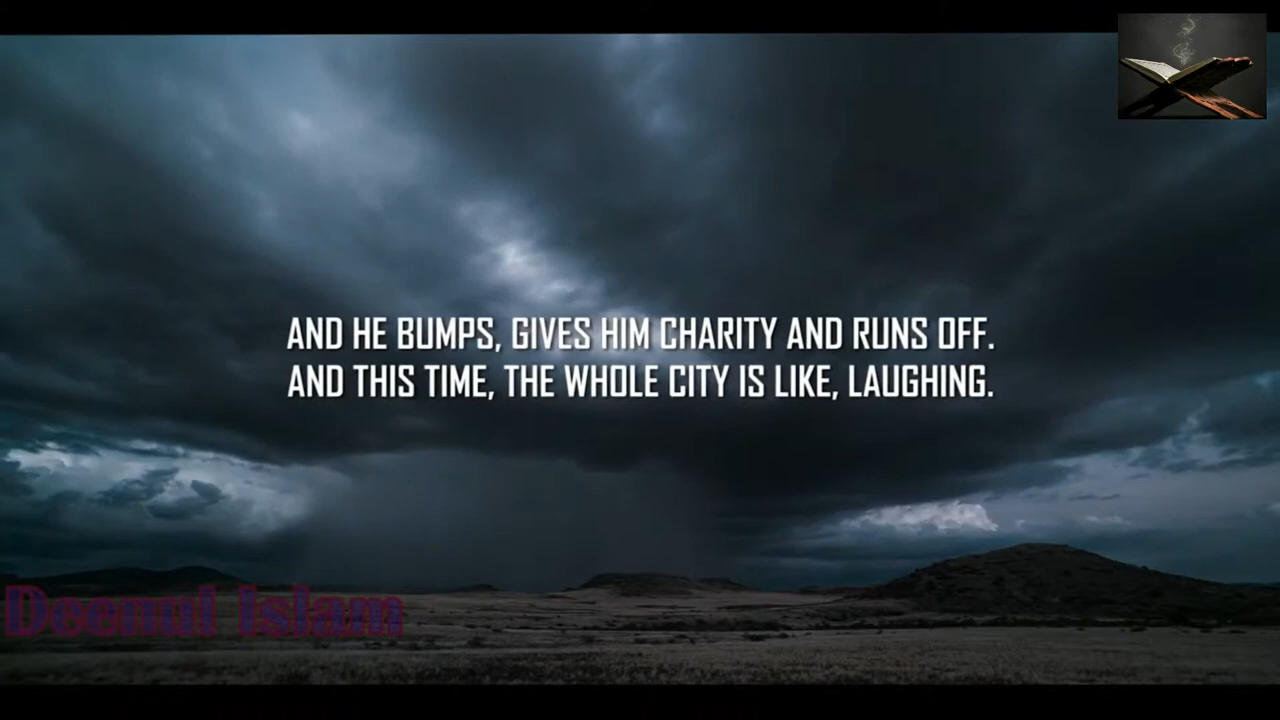 AND HE BUMPS, GIVES HIM CHARITY AND RUNS OFF.
AND THIS TIME, THE WHOLE CITY IS LIKE, LAUGHING.
Deenul Islam